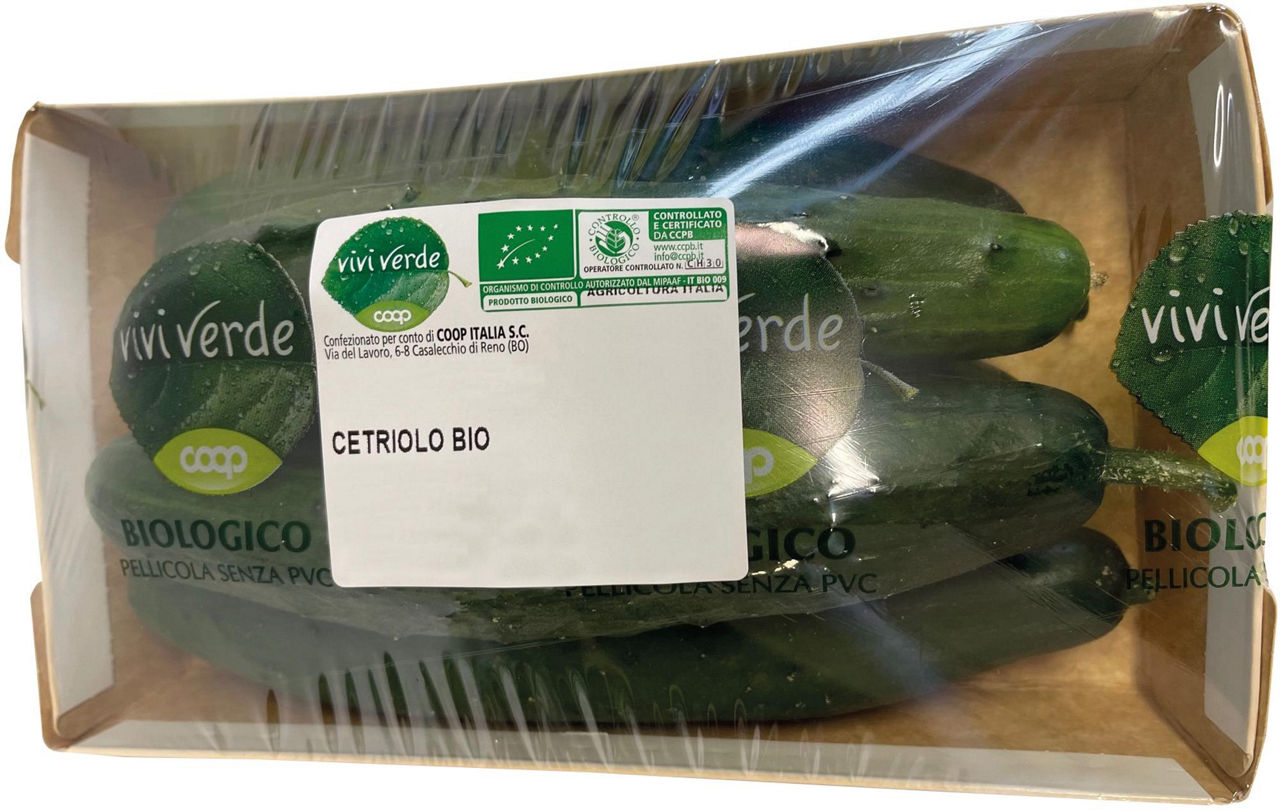 vivi verde
coop
CONTROLLO BIOLOGICO
CONTROLLATO
E CERTIFICATO
DA CCPB
www.ccpb.it
info@ccpb.it
OPERATORE CONTROLLATO N. CH30
ORGANISMO DI CONTROLLO AUTORIZZATO DAL MIPAAF - IT BIO 009
PRODOTTO BIOLOGICO
AGRICOLTURA ITALIA
Confezionato per conto di COOP ITALIA S.C.
Via del Lavoro, 6-8 Casalecchio di Reno (BO)
CETRIOLO BIO
vivi verde
coop
BIOLOGICO
PELLICOLA SENZA PVC
erde
GICO
PELLICOLA SENZA PVC
vivi ve
BIOLO
PELLICOLA